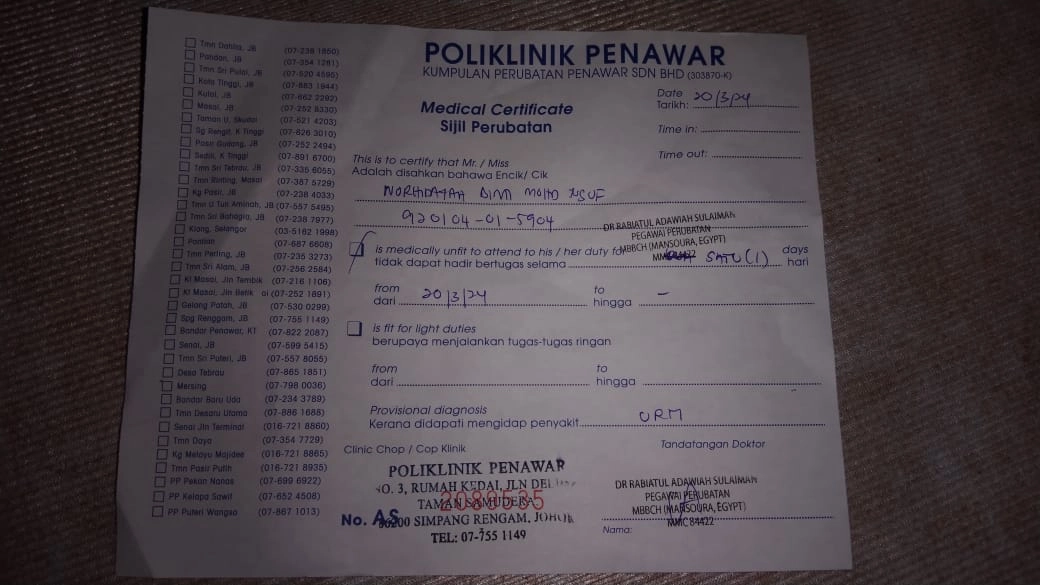 POLIKLINIK PENAWAR
KUMPULAN PERUBATAN PENAWAR SDN BHD (303870-K)
Medical Certificate
Sijil Perubatan
Date
Tarikh: 20/3/24
Time in:
Time out:
Tmn Dahlia, JB (07-238 1850)
Pandan, JB (07-354 1281)
Tmn Sri Pulai, JB (07-520 4595)
Kota Tinggi, JB (07-883 1944)
Kulai, JB (07-662 2292)
Masai, JB (07-252 8330)
Taman U, Skudai (07-521 4203)
Sg Rengit, K Tinggi (07-826 3010)
Pasir Gudang, JB (07-252 2494)
Sedili, K Tinggi (07-891 6700)
Tmn Sri Tebrau, JB (07-335 6055)
Tmn Rinting, Masai (07-387 5729)
Kg Pasir, JB (07-238 4033)
Tmn U Tun Aminah, JB (07-557 5495)
Tmn Sri Bahagia, JB (07-238 7977)
Klang, Selangor (03-5162 1998)
Pontian (07-687 6608)
Tmn Perling, JB (07-235 3273)
Tmn Sri Alam, JB (07-256 2584)
Kt Masai, Jln Tembik (07-216 1106)
Kt Masai, Jln Betik (07-252 1891)
Gelang Patah, JB (07-530 0299)
Spg Renggam, JB (07-755 1149)
Bandar Penawar, KT (07-822 2087)
Senai, JB (07-599 5415)
Tmn Sri Puteri, JB (07-557 8055)
Desa Tebrau (07-865 1851)
Mersing (07-798 0036)
Bandar Baru Uda (07-234 3789)
Tmn Desaru Utama (07-886 1688)
Senai Jln Terminal (016-721 8860)
Tmn Daya (07-354 7729)
Kg Melayu Majidee (016-721 8865)
Tmn Pasir Putih (016-721 8935)
PP Pekan Nanas (07-699 6922)
PP Kelapa Sawit (07-652 4508)
PP Puteri Wangsa (07-867 1013)
This is to certify that Mr. / Miss
Adalah disahkan bahawa Encik/ Cik
NORHIDAYAH BINTI MOHD YUSUF
920104-01-5904
DR RABIATUL ADAWIAH SULAIMAN
PEGAWAI PERUBATAN
MBBCH (MANSOURA, EGYPT)
is medically unfit to attend to his / her duty for
tidak dapat hadir bertugas selama SATU (1) days
hari
from to
dari 20/3/24 hingga -
is fit for light duties
berupaya menjalankan tugas-tugas ringan
from to
dari hingga
Provisional diagnosis
Kerana didapati mengidap penyakit
Clinic Chop / Cop Klinik
Tandatangan Doktor
POLIKLINIK PENAWAR
NO. 3, RUMAH KEDAI, JLN
TAMAN SAMUDERA
86200 SIMPANG RENGAM, JOHOR
TEL: 07-755 1149
No. AS 2089535
DR RABIATUL ADAWIAH SULAIMAN
PEGAWAI PERUBATAN
MBBCH (MANSOURA, EGYPT)
MMC 84422
Nama: